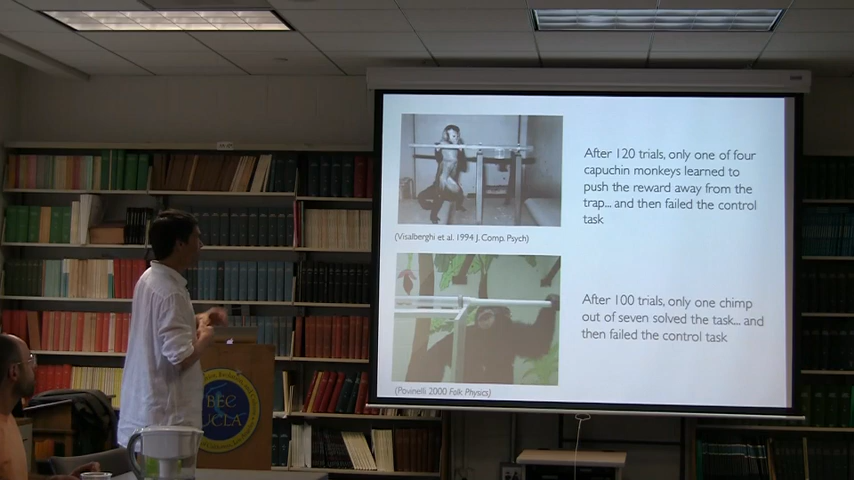 After 120 trials, only one of four
capuchin monkeys learned to
push the reward away from the
trap... and then failed the control
task
(Visalberghi et al. 1994 J. Comp. Psych)
After 100 trials, only one chimp
out of seven solved the task... and
then failed the control task
(Povinelli 2000 Folk Physics)
BEC
UCLA